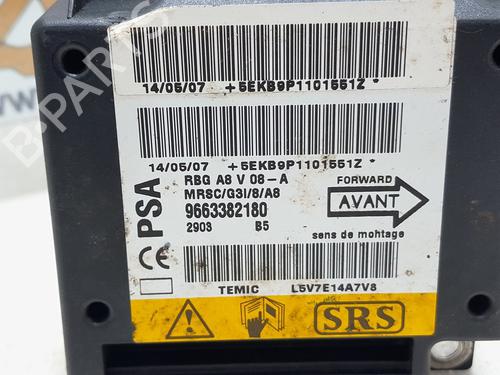 14/05/07 +5EKB9P1101551Z *
14/05/07 +5EKB9P1101551Z *
PSA
RBG A8 V 08-A
MRSC/G3I/8/A8
9663382180
2903 B5
FORWARD
AVANT
sens de montage
TEMIC L5V7E14A7V8
SRS
B-Parts